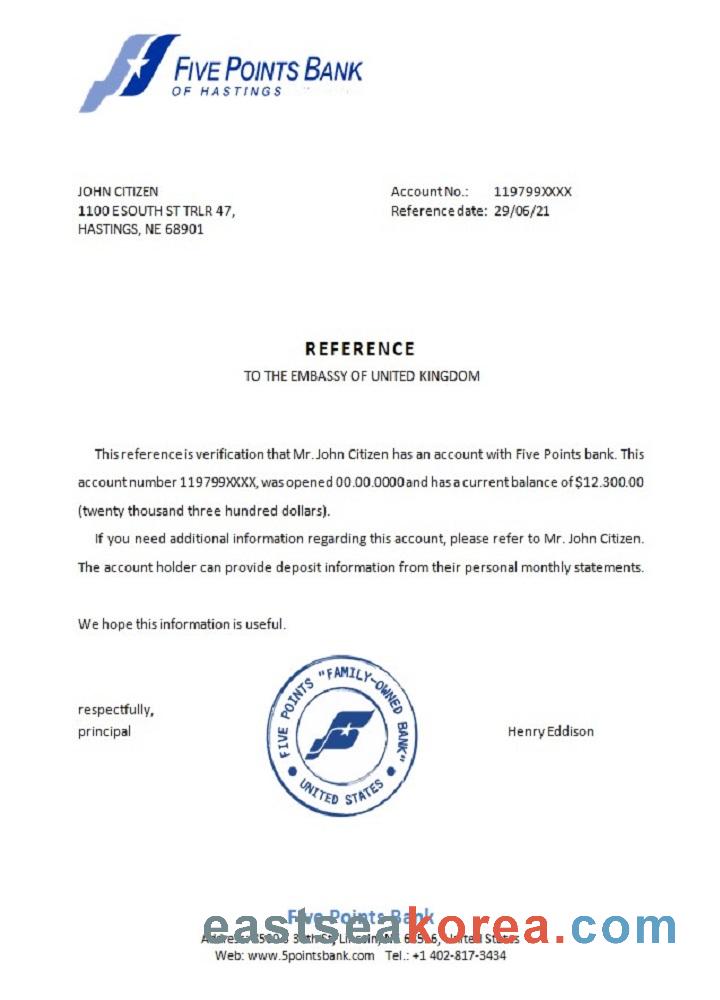 FIVE POINTS BANK
OF HASTINGS
JOHN CITIZEN
1100 E SOUTH ST TRLR 47,
HASTINGS, NE 68901
Account No.: 119799XXXX
Reference date: 29/06/21
REFERENCE
TO THE EMBASSY OF UNITED KINGDOM
This reference is verification that Mr. John Citizen has an account with Five Points bank. This
account number 119799XXXX, was opened 00.00.0000 and has a current balance of $12.300.00
(twenty thousand three hundred dollars).
If you need additional information regarding this account, please refer to Mr. John Citizen.
The account holder can provide deposit information from their personal monthly statements.
We hope this information is useful.
respectfully,
principal
FIVE POINTS "FAMILY-OWNED BANK"
UNITED STATES
Henry Eddison
Five Points Bank
eastseakorea.com
United States
Web: www.5pointsbank.com Tel.: +1 402-817-3434